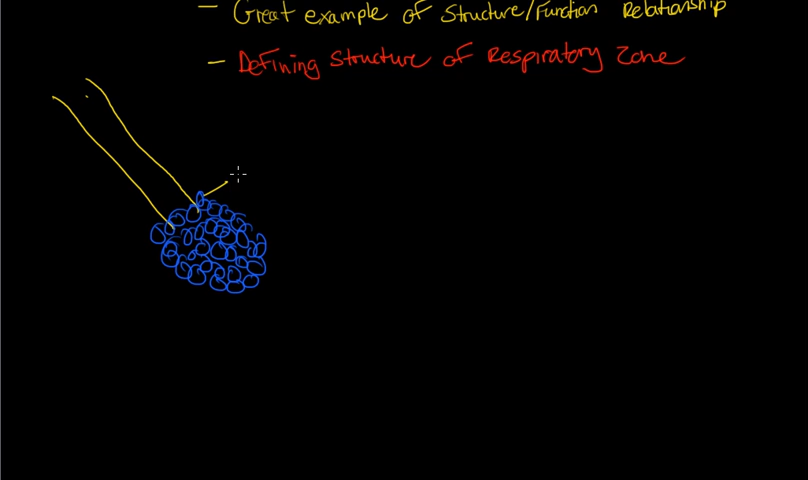 - Great example of Structure/Function Relationship
- Defining Structure of Respiratory Zone